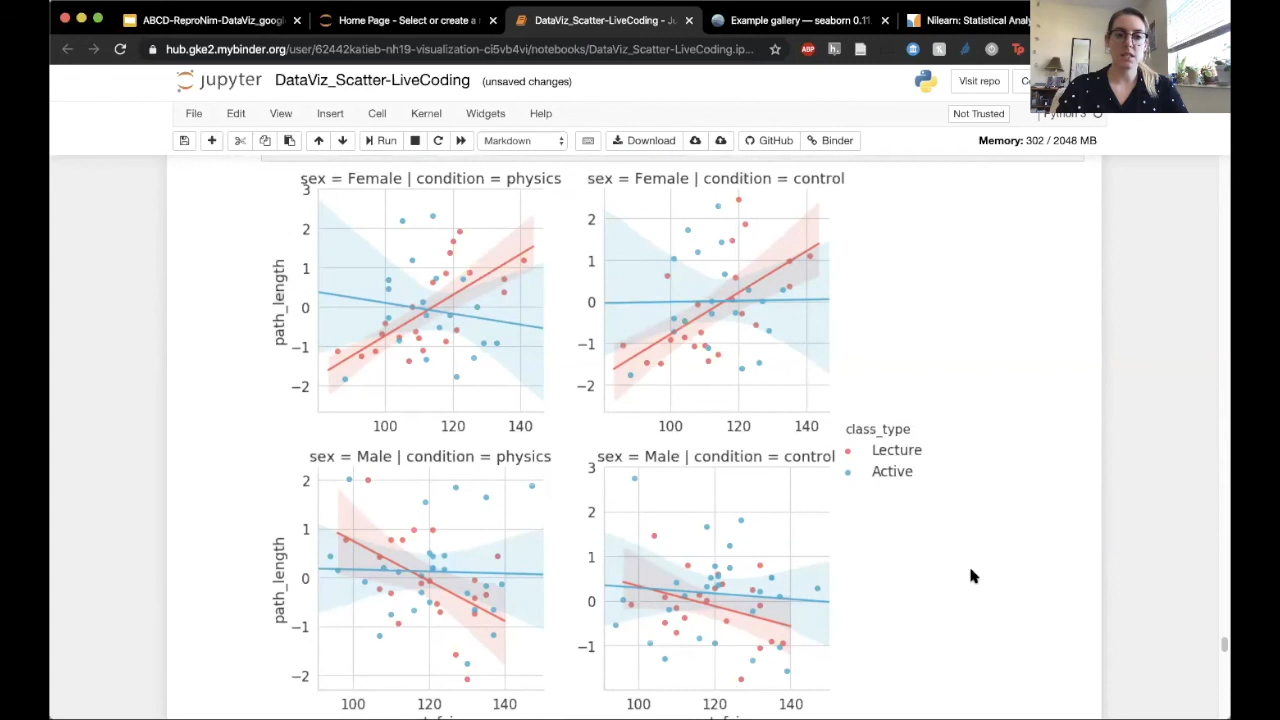 ABCD-ReproNim-DataViz_goog
Home Page - Select or create a
DataViz_Scatter-LiveCoding - Ju
Example gallery — seaborn 0.11.
Nilearn: Statistical Analy
hub.gke2.mybinder.org/user/62442katieb-nh19-visualization-ci5vb4vi/notebooks/DataViz_Scatter-LiveCoding.ip...
ABP
jupyter
DataViz_Scatter-LiveCoding (unsaved changes)
Visit repo
File Edit View Insert Cell Kernel Widgets Help
Not Trusted
Python 3
Run
Markdown
Download
GitHub
Binder
Memory: 302 / 2048 MB
sex = Female | condition = physics
sex = Female | condition = control
3
2
1
0
−1
−2
path_length
100 120 140
2
1
0
−1
−2
100 120 140
class_type
Lecture
Active
sex = Male | condition = physics
sex = Male | condition = control
2
1
0
−1
−2
path_length
100 120 140
3
2
1
0
−1
100 120 140